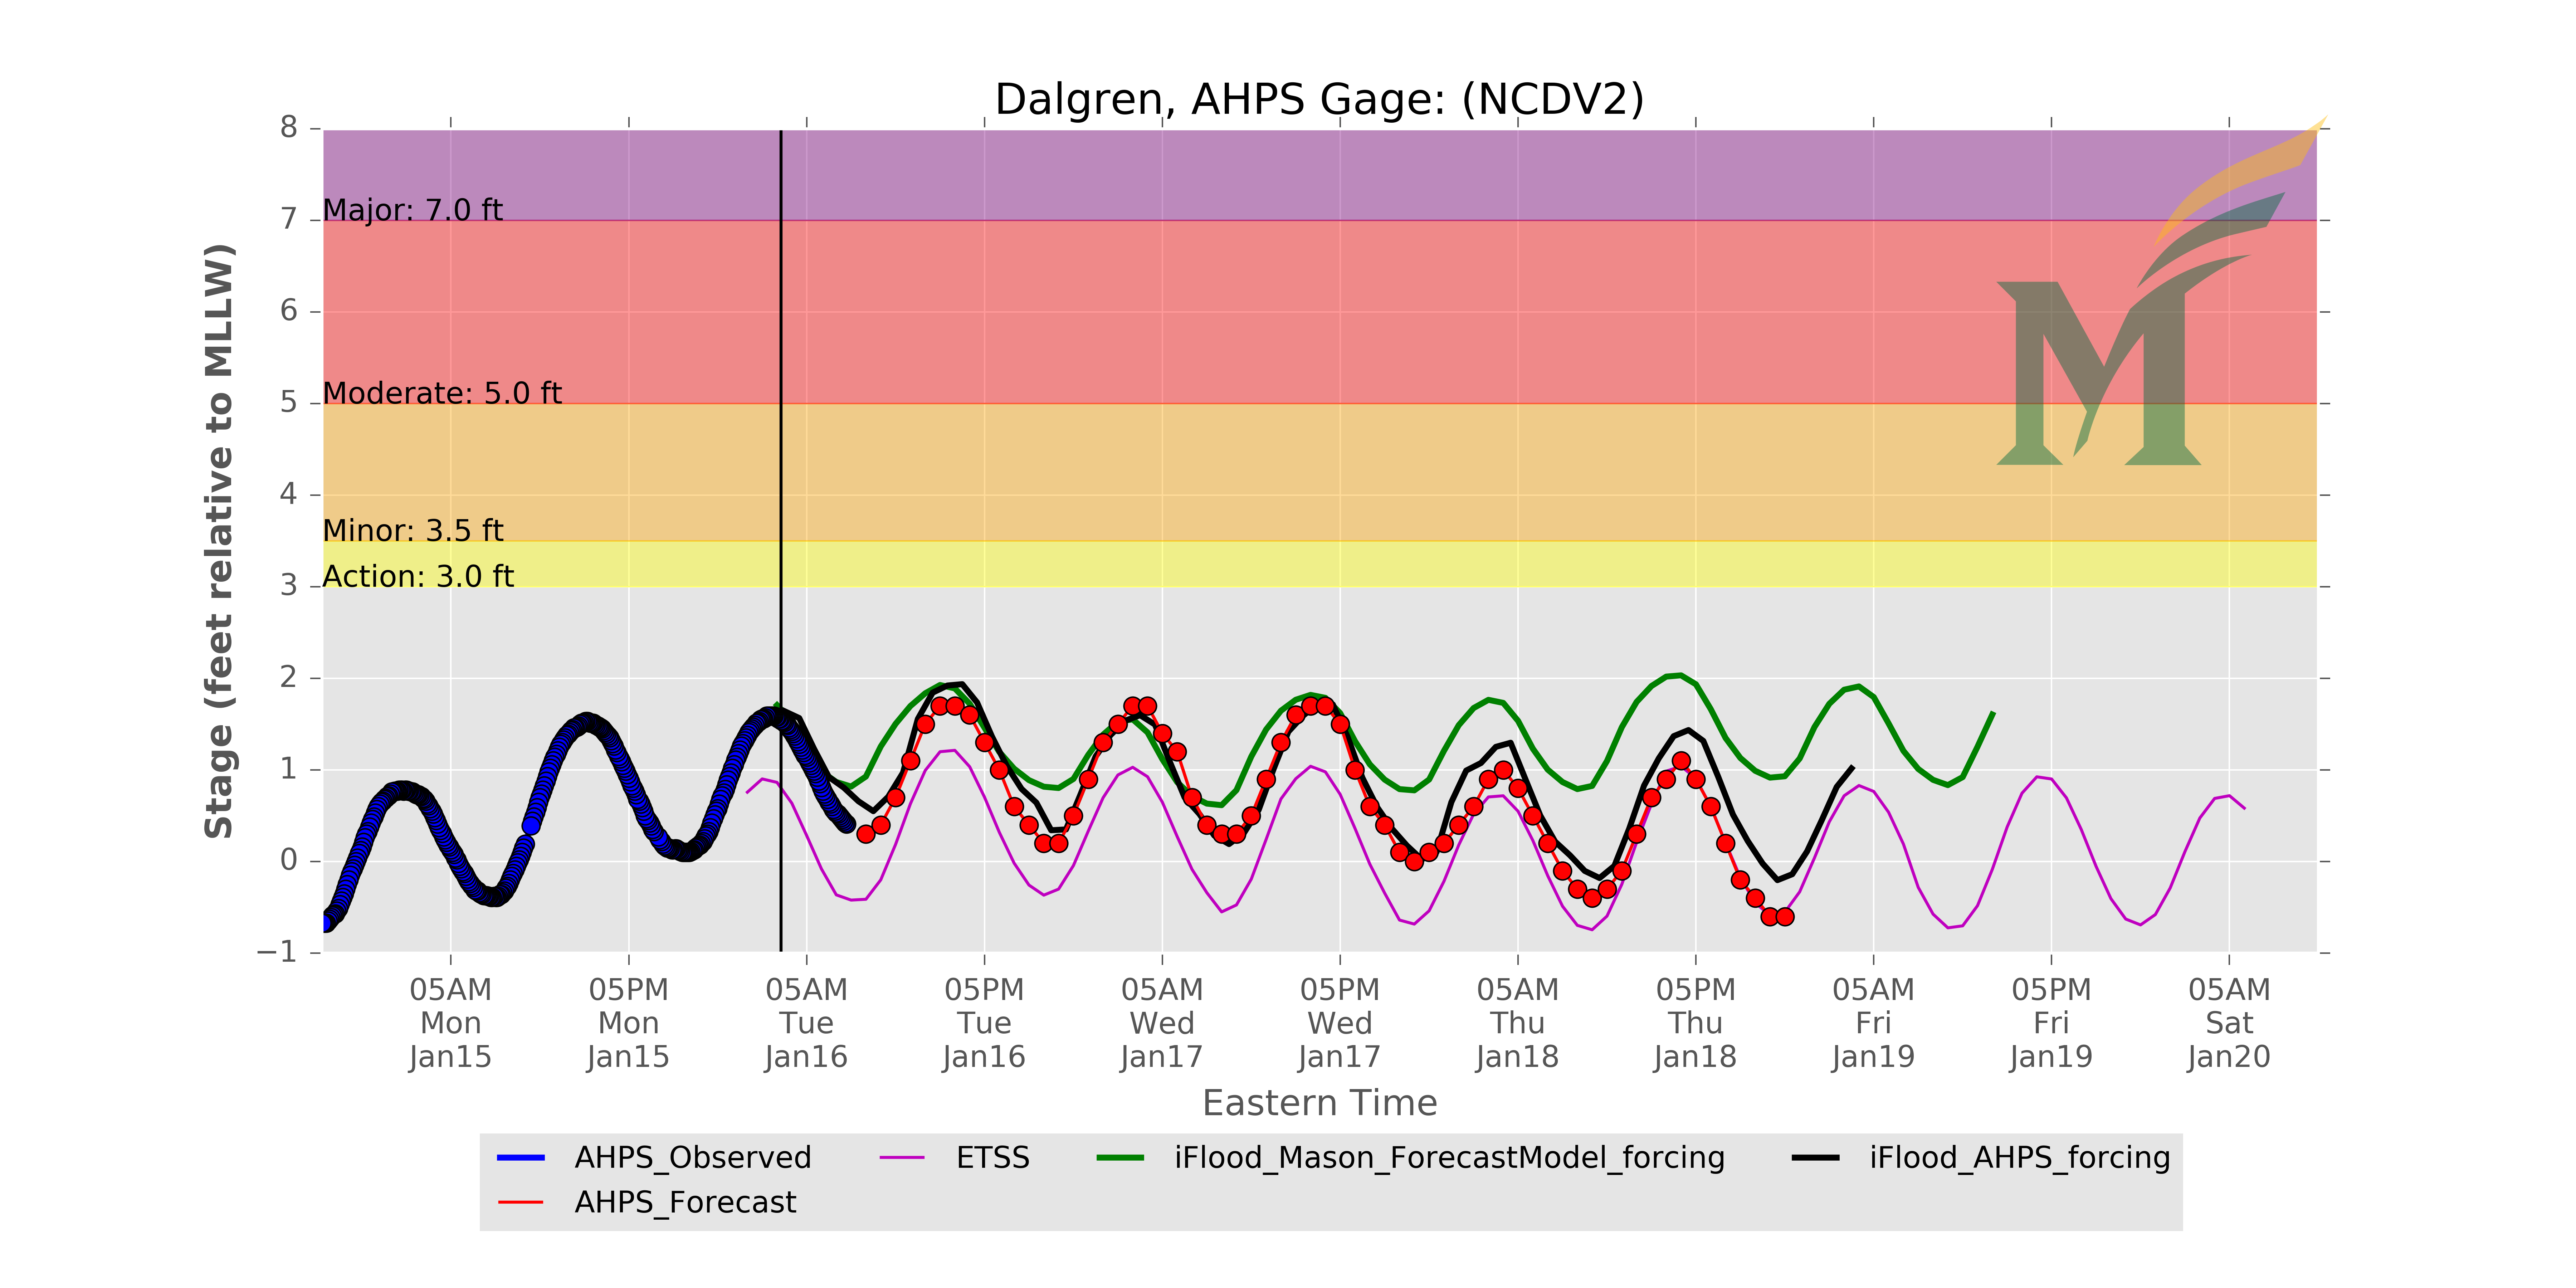 Dalgren, AHPS Gage: (NCDV2)
8
7
6
5
4
3
2
1
0
−1
Stage (feet relative to MLLW)
Major: 7.0 ft
Moderate: 5.0 ft
Minor: 3.5 ft
Action: 3.0 ft
M
05AM 05PM 05AM 05PM 05AM 05PM 05AM 05PM 05AM 05PM 05AM
Mon Mon Tue Tue Wed Wed Thu Thu Fri Fri Sat
Jan15 Jan15 Jan16 Jan16 Jan17 Jan17 Jan18 Jan18 Jan19 Jan19 Jan20
Eastern Time
AHPS_Observed ETSS iFlood_Mason_ForecastModel_forcing iFlood_AHPS_forcing
AHPS_Forecast